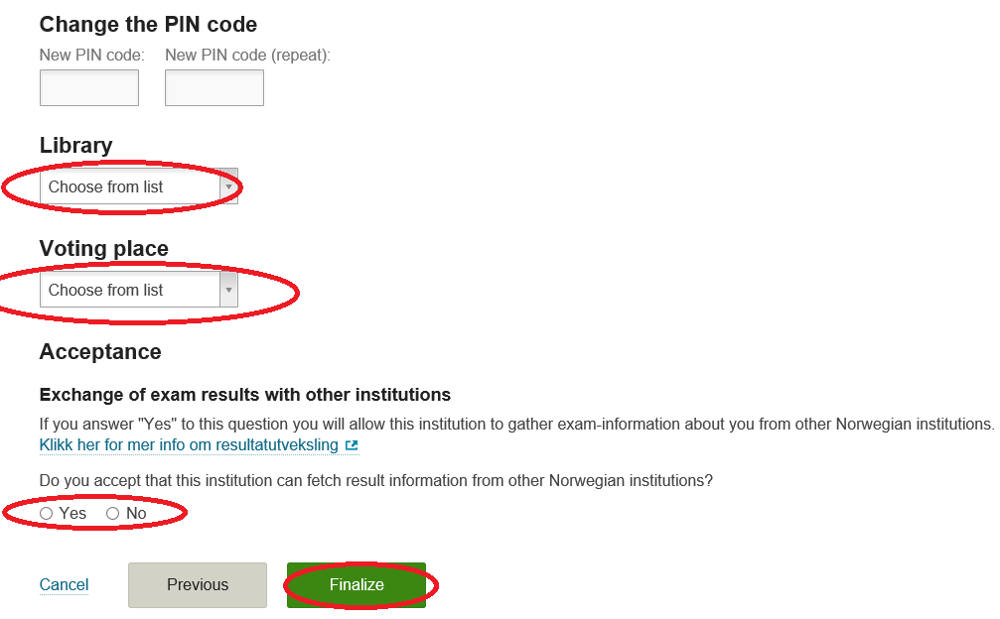 Change the PIN code
New PIN code: New PIN code (repeat):
Library
Choose from list
Voting place
Choose from list
Acceptance
Exchange of exam results with other institutions
If you answer "Yes" to this question you will allow this institution to gather exam-information about you from other Norwegian institutions.
Klikk her for mer info om resultatutveksling
Do you accept that this institution can fetch result information from other Norwegian institutions?
Yes No
Cancel Previous Finalize